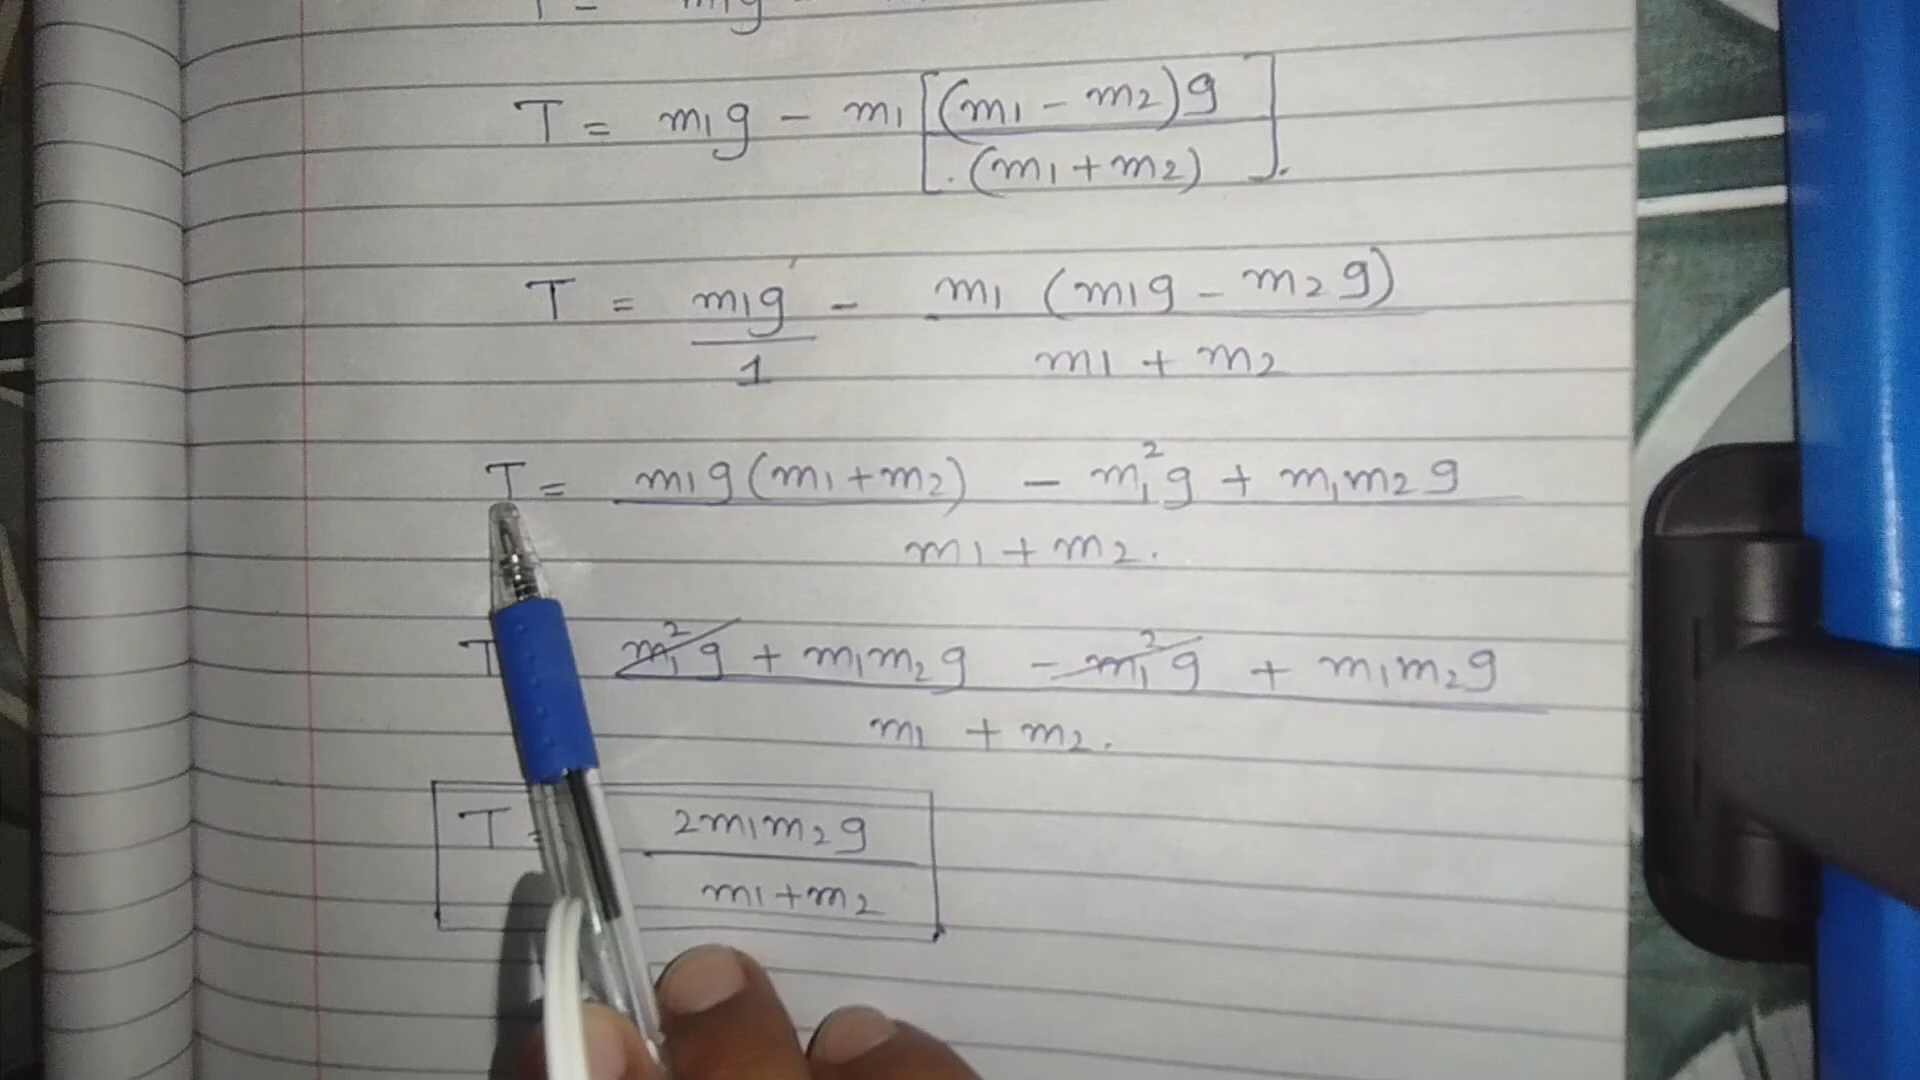 T = m₁g - m₁ [(m₁ - m₂)g / (m₁ + m₂)]
T = m₁g / 1 - m₁ (m₁g - m₂g) / m₁ + m₂
T = m₁g (m₁ + m₂) - m₁²g + m₁m₂g / m₁ + m₂.
T m₁²g + m₁m₂g - m₁²g + m₁m₂g / m₁ + m₂.
T = 2m₁m₂g / m₁ + m₂